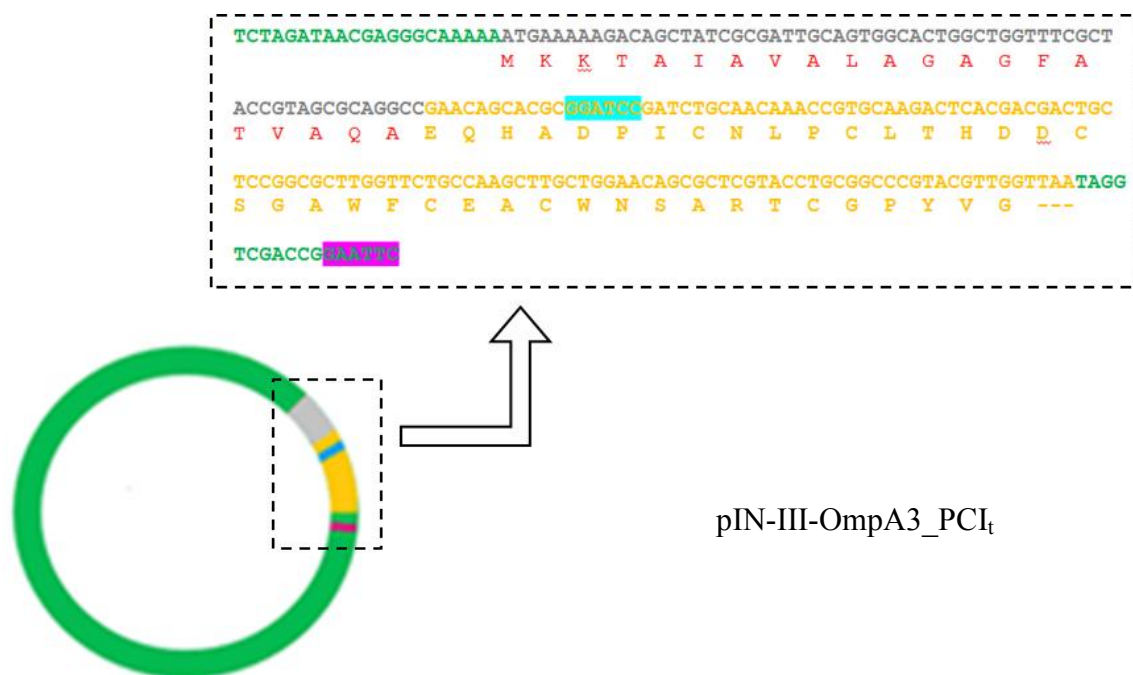 TCTAGATAACGAGGGCAAAAAATGAAAAAGACAGCTATCGCGATTGCAGTGGCACTGGCTGGTTTCGCT
M K K T A I A V A L A G A G F A
ACCGTAGCGCAGGCCGAACAGCACGCGGATCCGATCTGCAACAAACCGTGCAAGACTCACGACGACTGC
T V A Q A E Q H A D P I C N L P C L T H D D C
TCCGGCGCTTGGTTCTGCCAAGCTTGCTGGAACAGCGCTCGTACCTGCGGCCCGTACGTTGGTTAATAGG
S G A W F C E A C W N S A R T C G P Y V G ---
TCGACCGGAATTC
pIN-III-OmpA3_PCIt